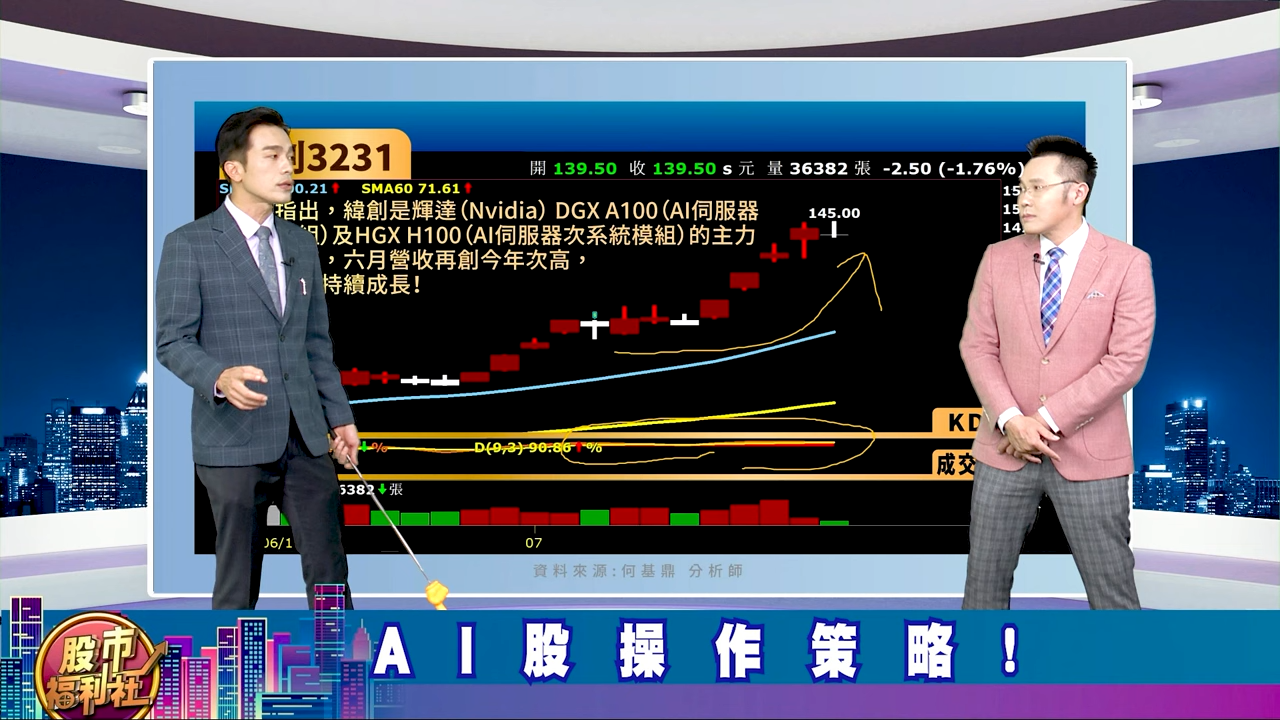 創3231
開 139.50 收 139.50 s 元 量 36382 張 -2.50 (-1.76%)
0.21 SMA60 71.61
指出，緯創是輝達（Nvidia）DGX A100（AI伺服器
組）及HGX H100（AI伺服器次系統模組）的主力
，六月營收再創今年次高，
持續成長！
145.00
KD
% D(9,3) 90.86 %
成交
6382 張
06/1 07
資料來源:何基鼎 分析師
股市
福利社
AI股操作策略！